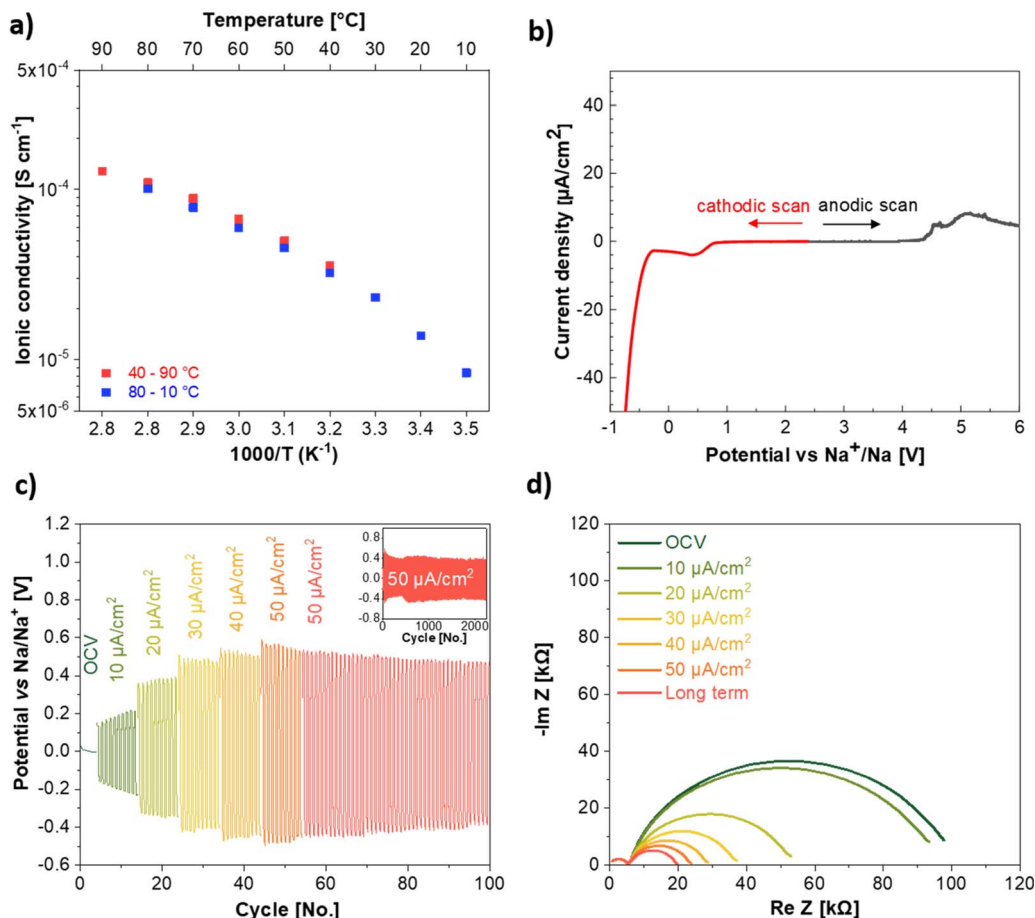 a)
Temperature [°C]
90 80 70 60 50 40 30 20 10
5x10⁻⁴
10⁻⁴
10⁻⁵
5x10⁻⁶
Ionic conductivity [S cm⁻¹]
40 - 90 °C
80 - 10 °C
2.8 2.8 2.9 3.0 3.1 3.2 3.3 3.4 3.5
1000/T (K⁻¹)
b)
40
20
0
-20
-40
Current density [µA/cm²]
cathodic scan
anodic scan
-1 0 1 2 3 4 5 6
Potential vs Na⁺/Na [V]
c)
1.2
1.0
0.8
0.6
0.4
0.2
0.0
-0.2
-0.4
-0.6
Potential vs Na/Na⁺ [V]
OCV
10 µA/cm²
20 µA/cm²
30 µA/cm²
40 µA/cm²
50 µA/cm²
50 µA/cm²
0.8
0.4
0.0
-0.4
-0.8
50 µA/cm²
0 1000 2000
Cycle [No.]
0 20 40 60 80 100
Cycle [No.]
d)
120
100
80
60
40
20
0
-Im Z [kΩ]
OCV
10 µA/cm²
20 µA/cm²
30 µA/cm²
40 µA/cm²
50 µA/cm²
Long term
0 20 40 60 80 100 120
Re Z [kΩ]